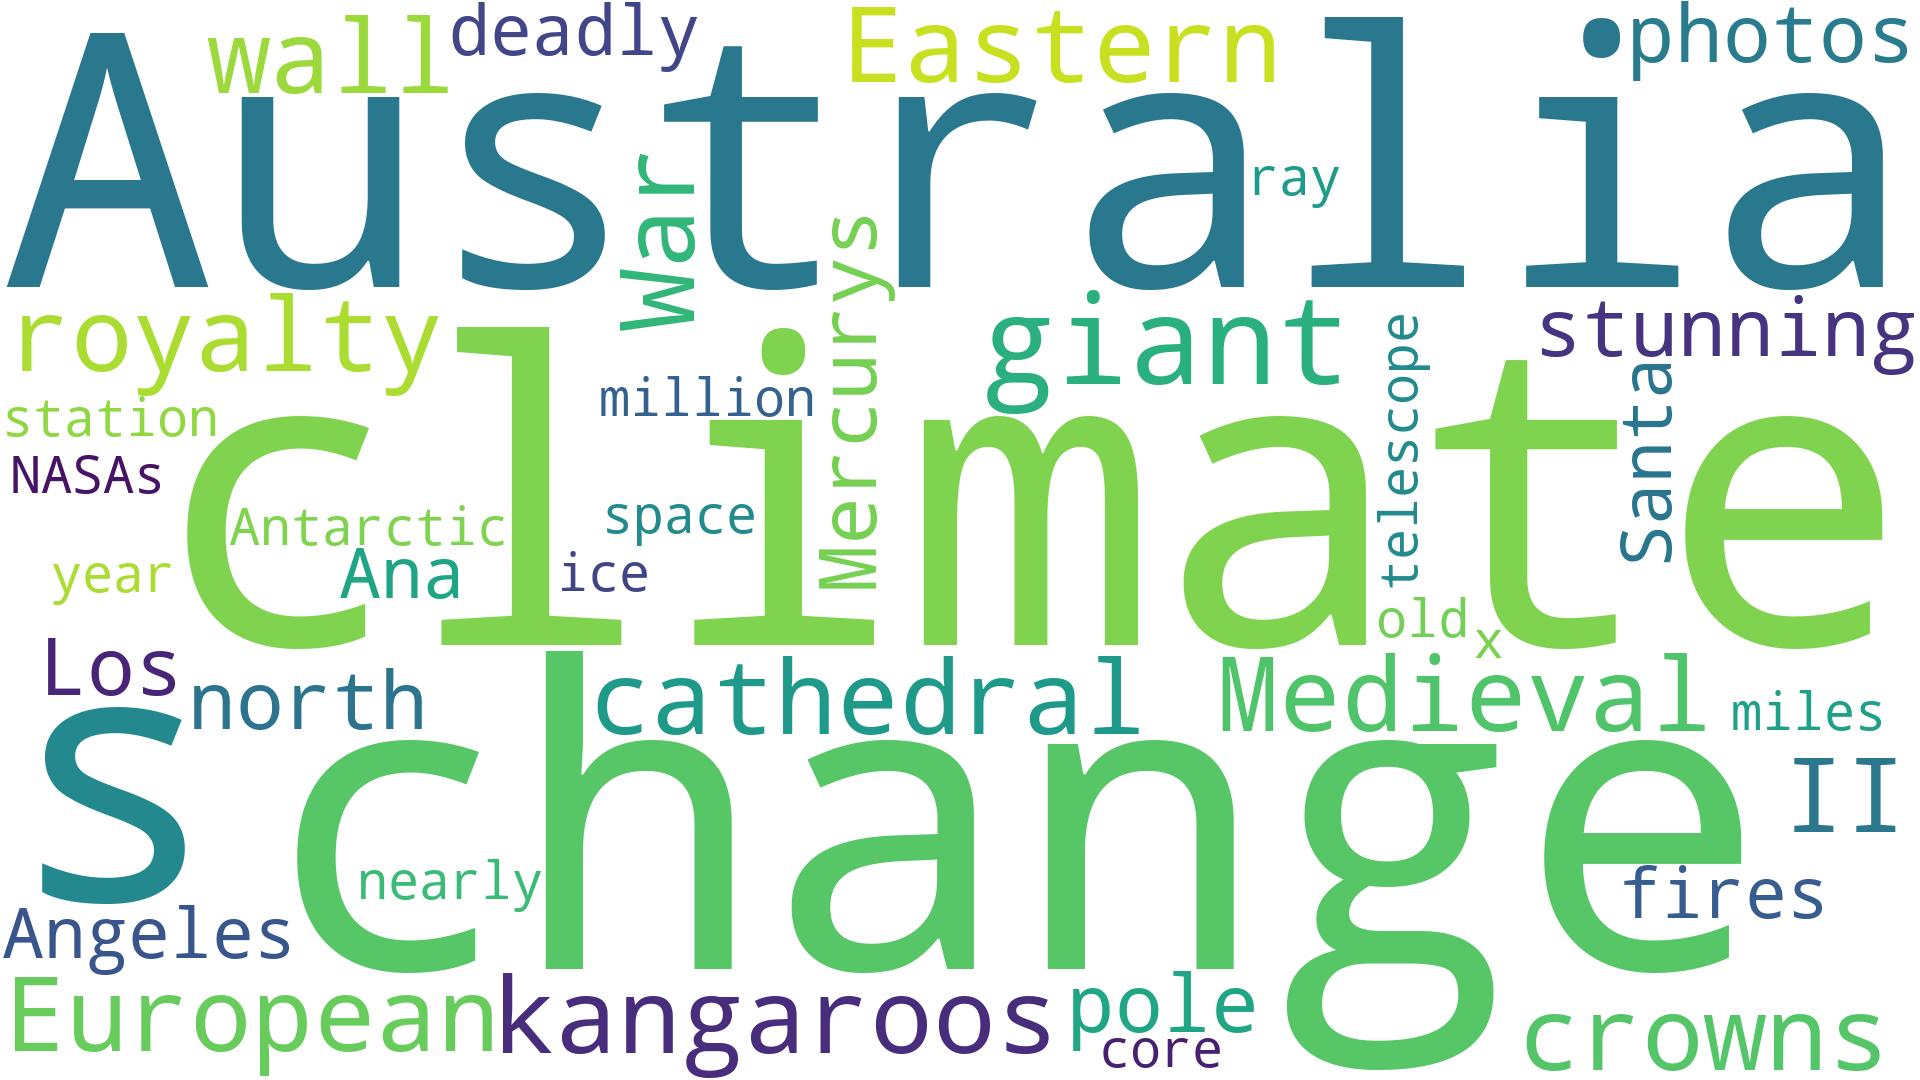 wall
deadly
Eastern
photos
Australia
War
ray
Mercurys
royalty
giant
stunning
station
million
telescope
Santa
climate
NASAs
Antarctic
space
year
Ana
ice
old
x
Los
north
cathedral
Medieval
miles
s
change
II
nearly
fires
Angeles
European
kangaroos
pole
core
crowns